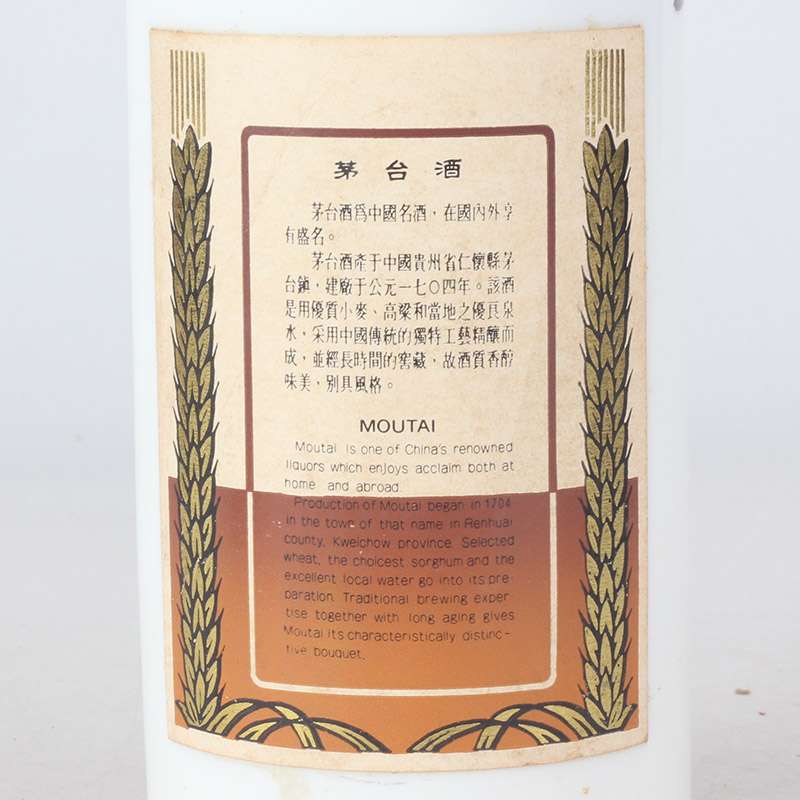 茅台酒
茅台酒爲中國名酒，在國內外享
有盛名。
茅台酒產于中國貴州省仁懷縣茅
台鎮，建廠于公元一七〇四年。該酒
是用優質小麥、高粱和當地之優良泉
水，采用中國傳統的獨特工藝精釀而
成，並經長時間的窖藏，故酒質香醇
味美，別具風格。
MOUTAI
Moutai is one of China's renowned
liquors which enjoys acclaim both at
home and abroad.
Production of Moutai began in 1704
in the town of that name in Renhuai
county, Kweichow province. Selected
wheat, the choicest sorghum and the
excellent local water go into its pre-
paration. Traditional brewing exper-
tise together with long aging gives
Moutai its characteristically distinc-
tive bouquet.